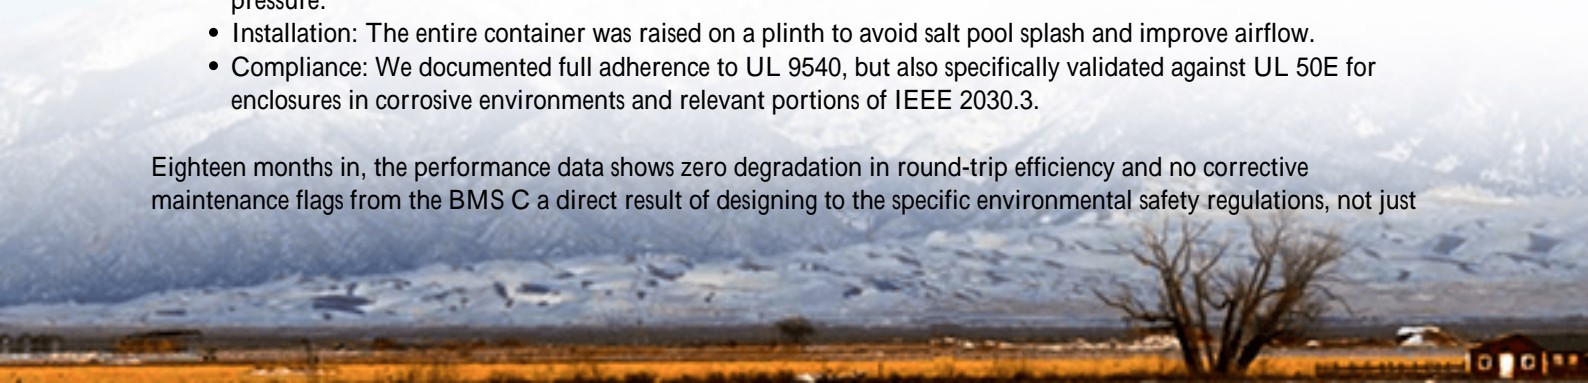 pressure.
• Installation: The entire container was raised on a plinth to avoid salt pool splash and improve airflow.
• Compliance: We documented full adherence to UL 9540, but also specifically validated against UL 50E for
enclosures in corrosive environments and relevant portions of IEEE 2030.3.
Eighteen months in, the performance data shows zero degradation in round-trip efficiency and no corrective
maintenance flags from the BMS C a direct result of designing to the specific environmental safety regulations, not just